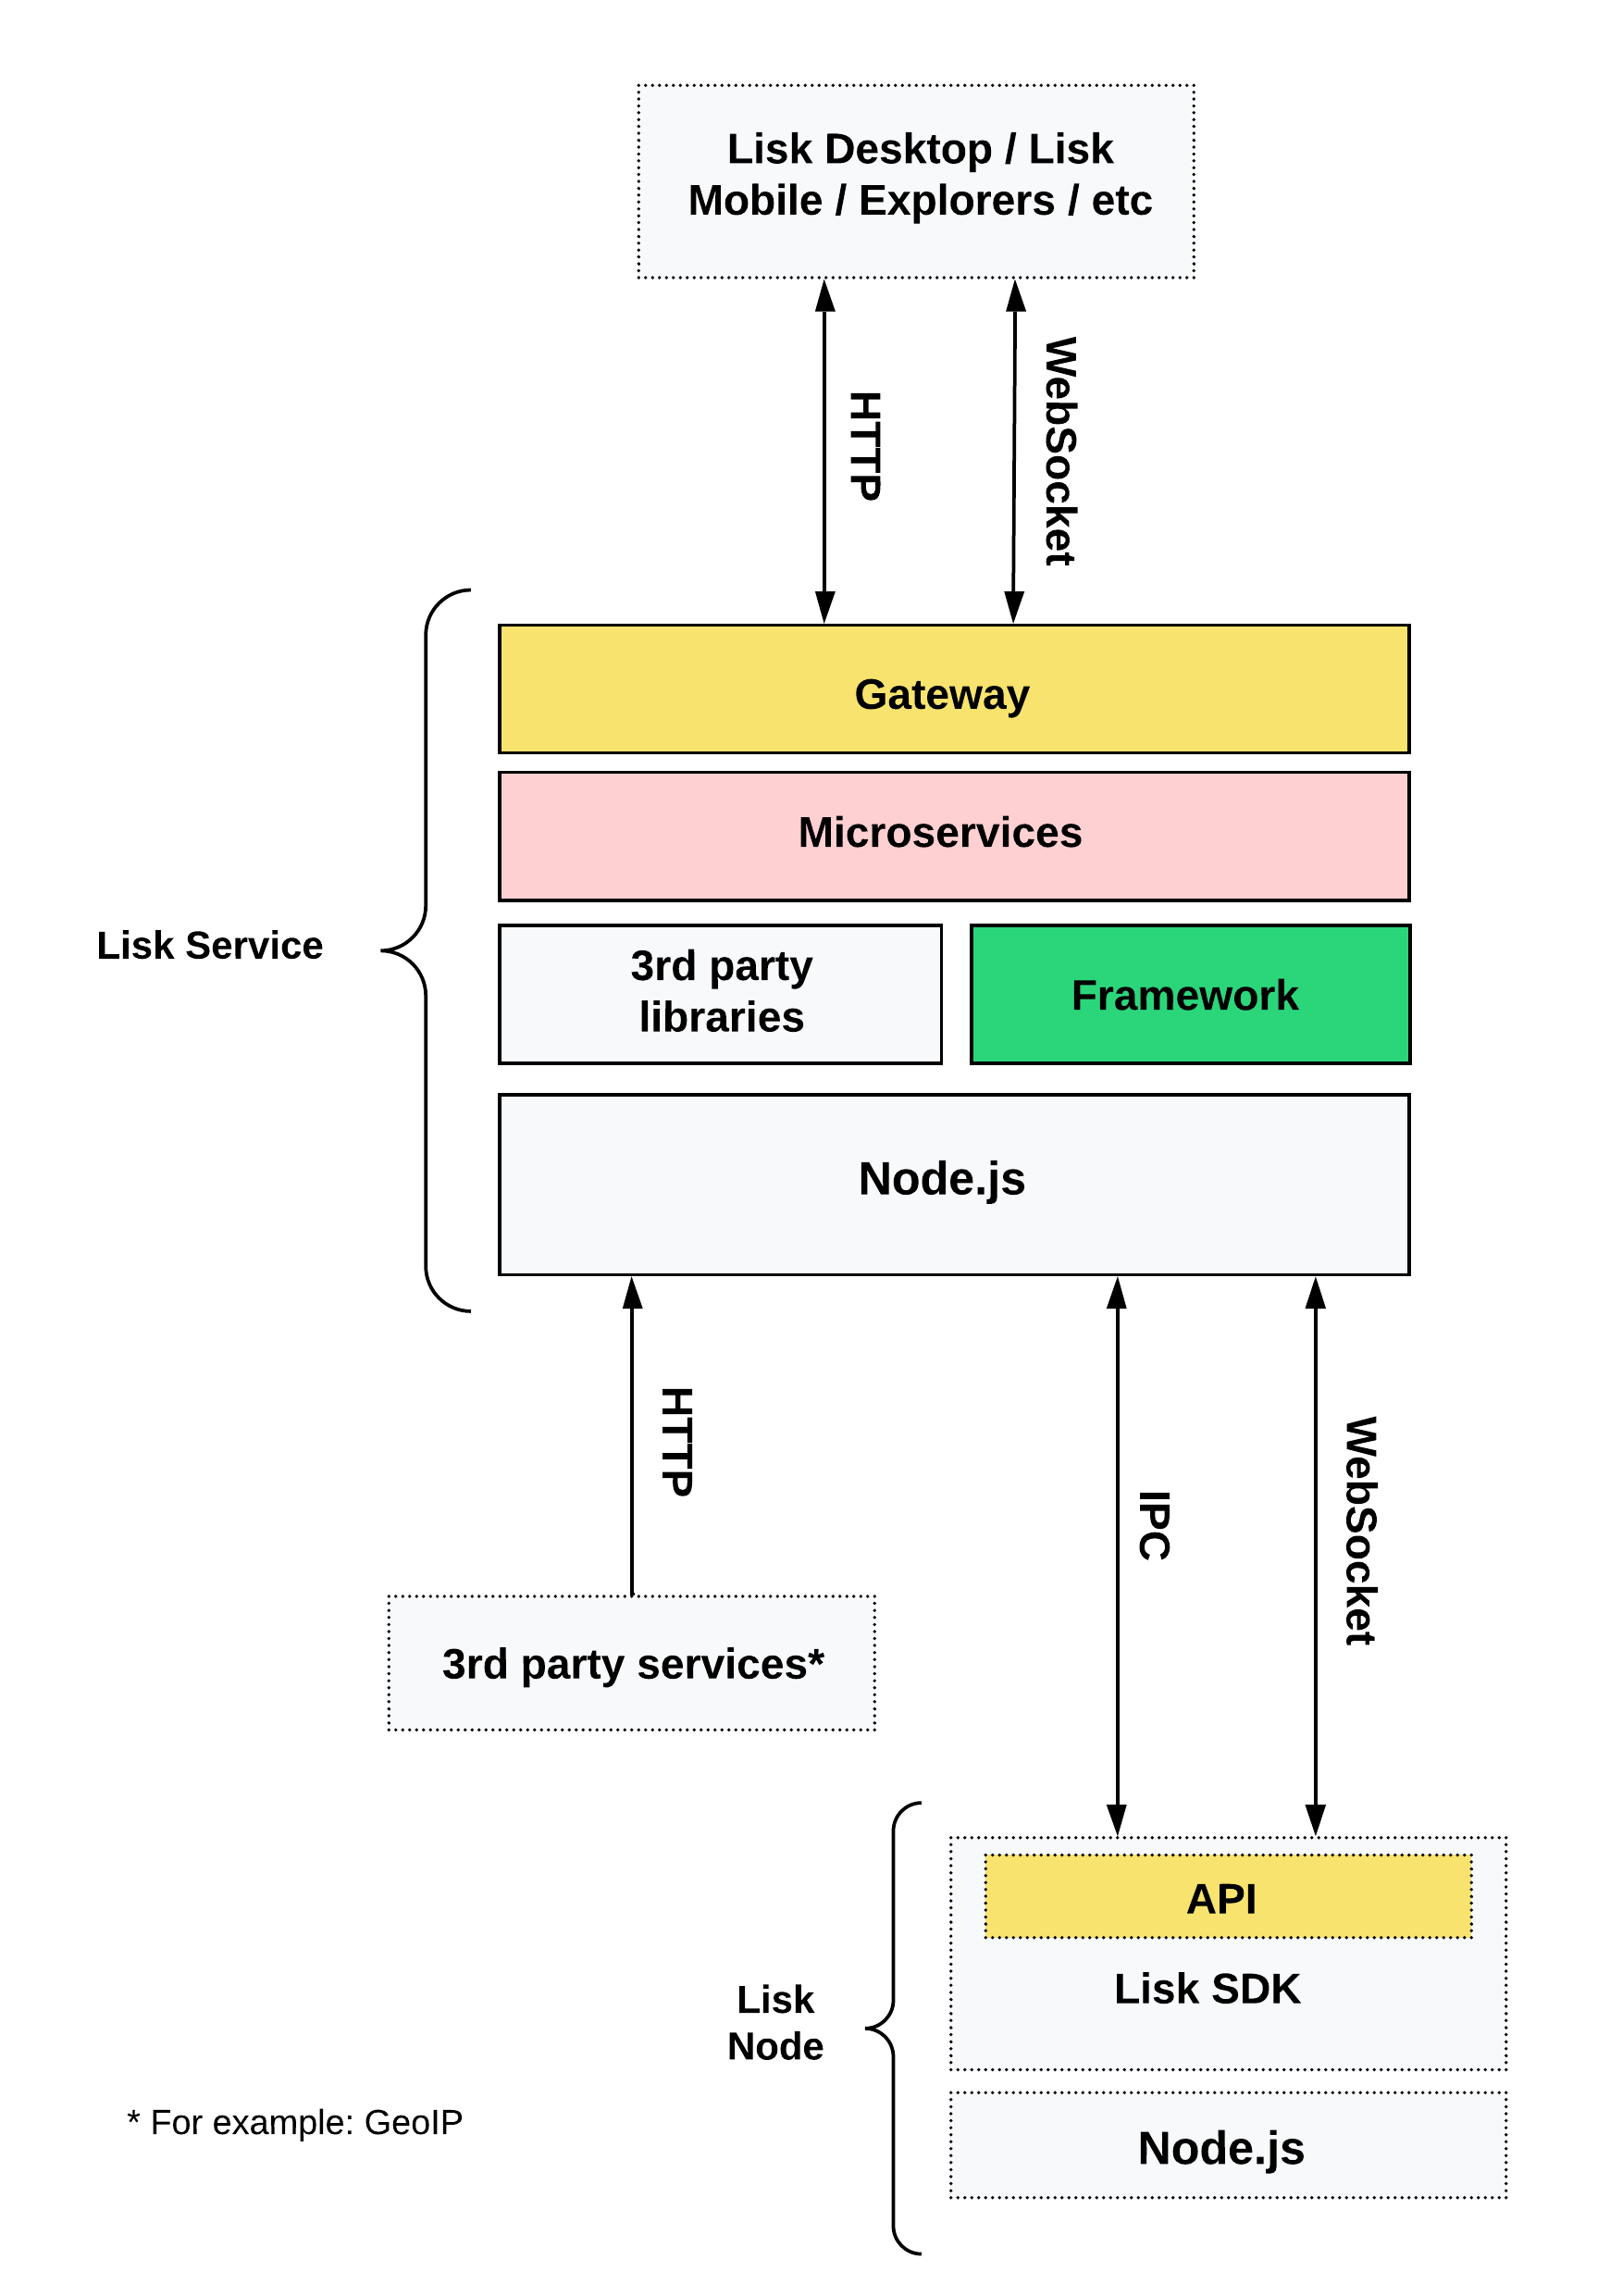 Lisk Desktop / Lisk
Mobile / Explorers / etc
HTTP
WebSocket
Gateway
Microservices
Lisk Service
3rd party
libraries
Framework
Node.js
HTTP
IPC
WebSocket
3rd party services*
API
Lisk SDK
Lisk
Node
* For example: GeoIP
Node.js